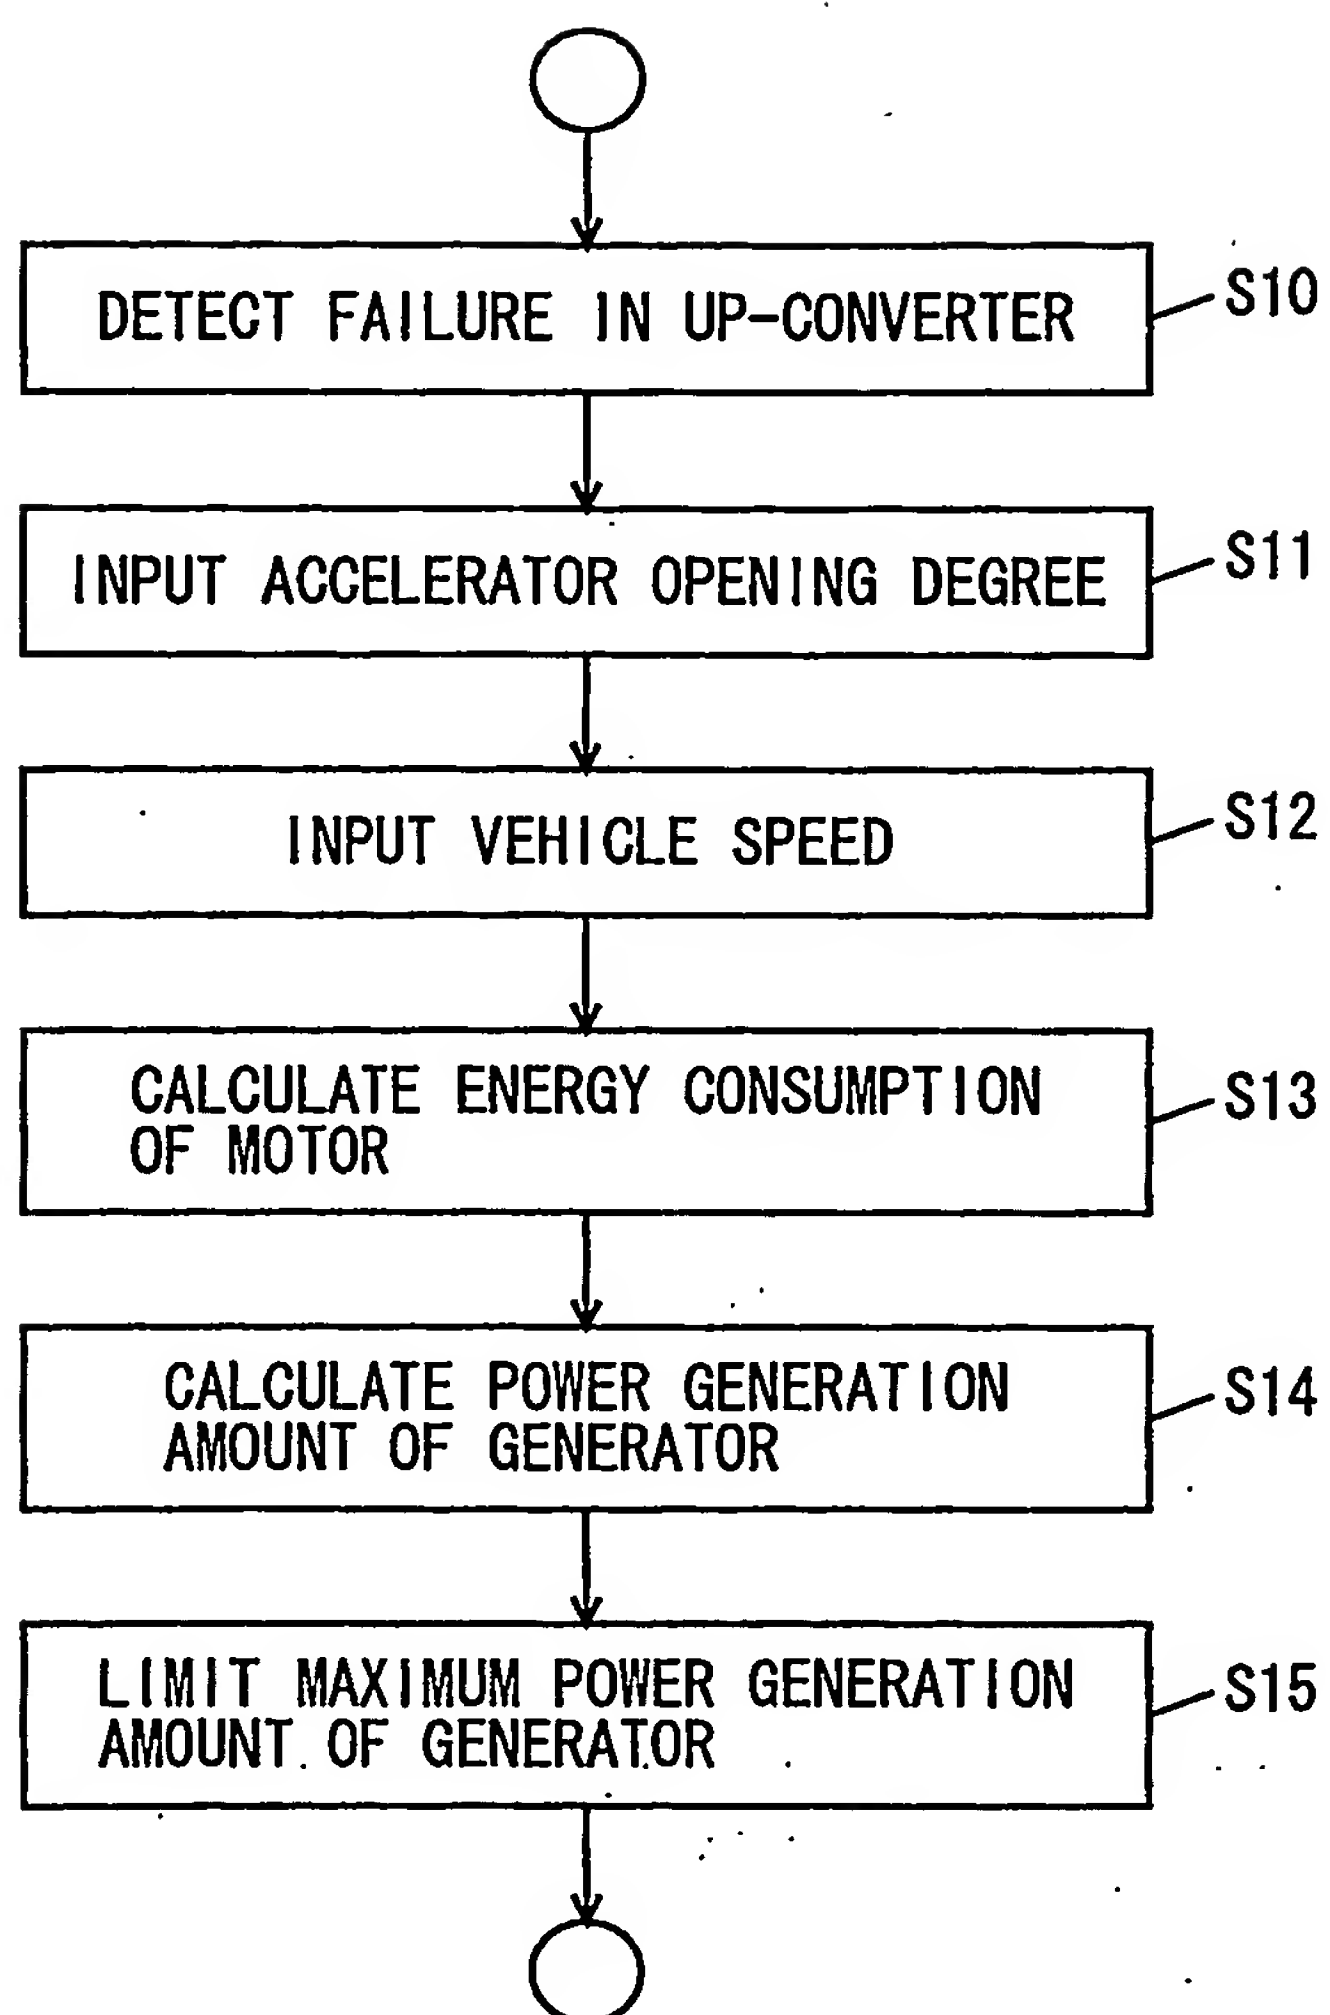 DETECT FAILURE IN UP-CONVERTER
S10
INPUT ACCELERATOR OPENING DEGREE
S11
INPUT VEHICLE SPEED
S12
CALCULATE ENERGY CONSUMPTION
OF MOTOR
S13
CALCULATE POWER GENERATION
AMOUNT OF GENERATOR
S14
LIMIT MAXIMUM POWER GENERATION
AMOUNT OF GENERATOR
S15